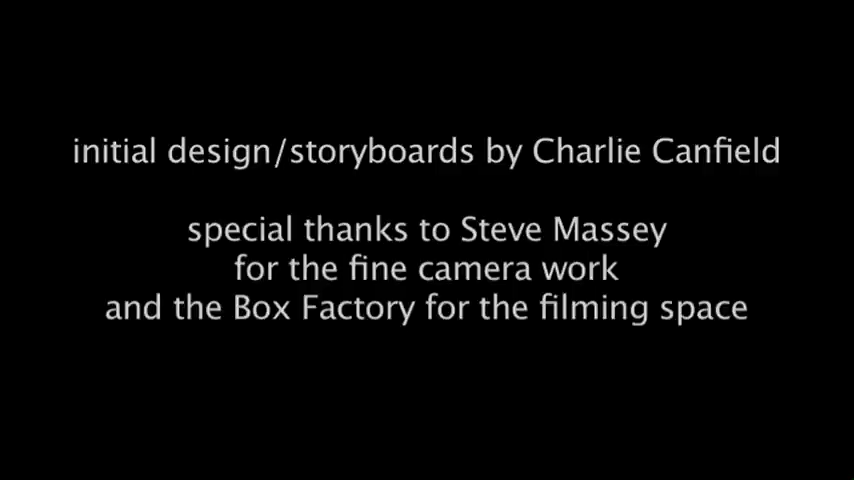 initial design/storyboards by Charlie Canfield
special thanks to Steve Massey
for the fine camera work
and the Box Factory for the filming space